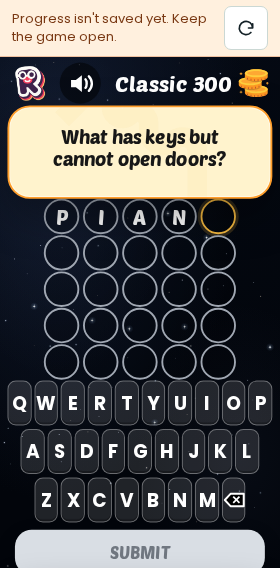 Progress isn't saved yet. Keep
the game open.
R
Classic 300
What has keys but
cannot open doors?
P I A N
Q W E R T Y U I O P
A S D F G H J K L
Z X C V B N M
SUBMIT